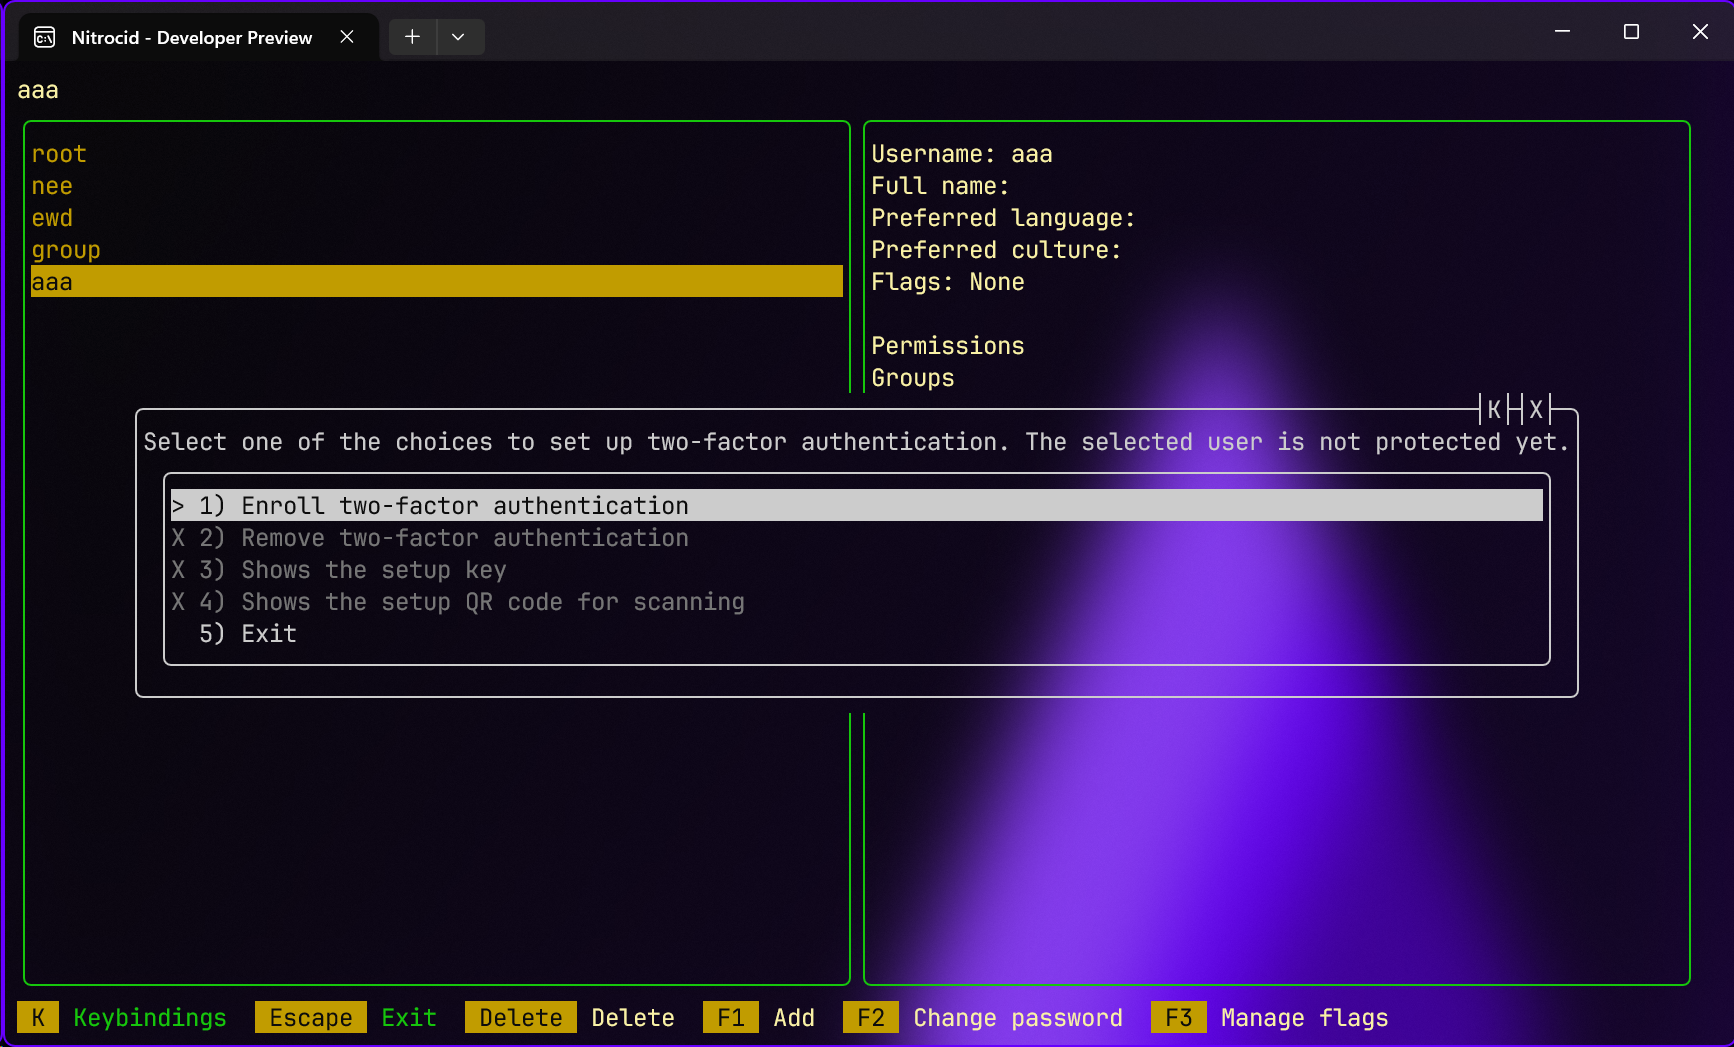 Nitrocid - Developer Preview
aaa
root
nee
ewd
group
aaa
Username: aaa
Full name:
Preferred language:
Preferred culture:
Flags: None
Permissions
Groups
K X
Select one of the choices to set up two-factor authentication. The selected user is not protected yet.
> 1) Enroll two-factor authentication
X 2) Remove two-factor authentication
X 3) Shows the setup key
X 4) Shows the setup QR code for scanning
5) Exit
K Keybindings Escape Exit Delete Delete F1 Add F2 Change password F3 Manage flags